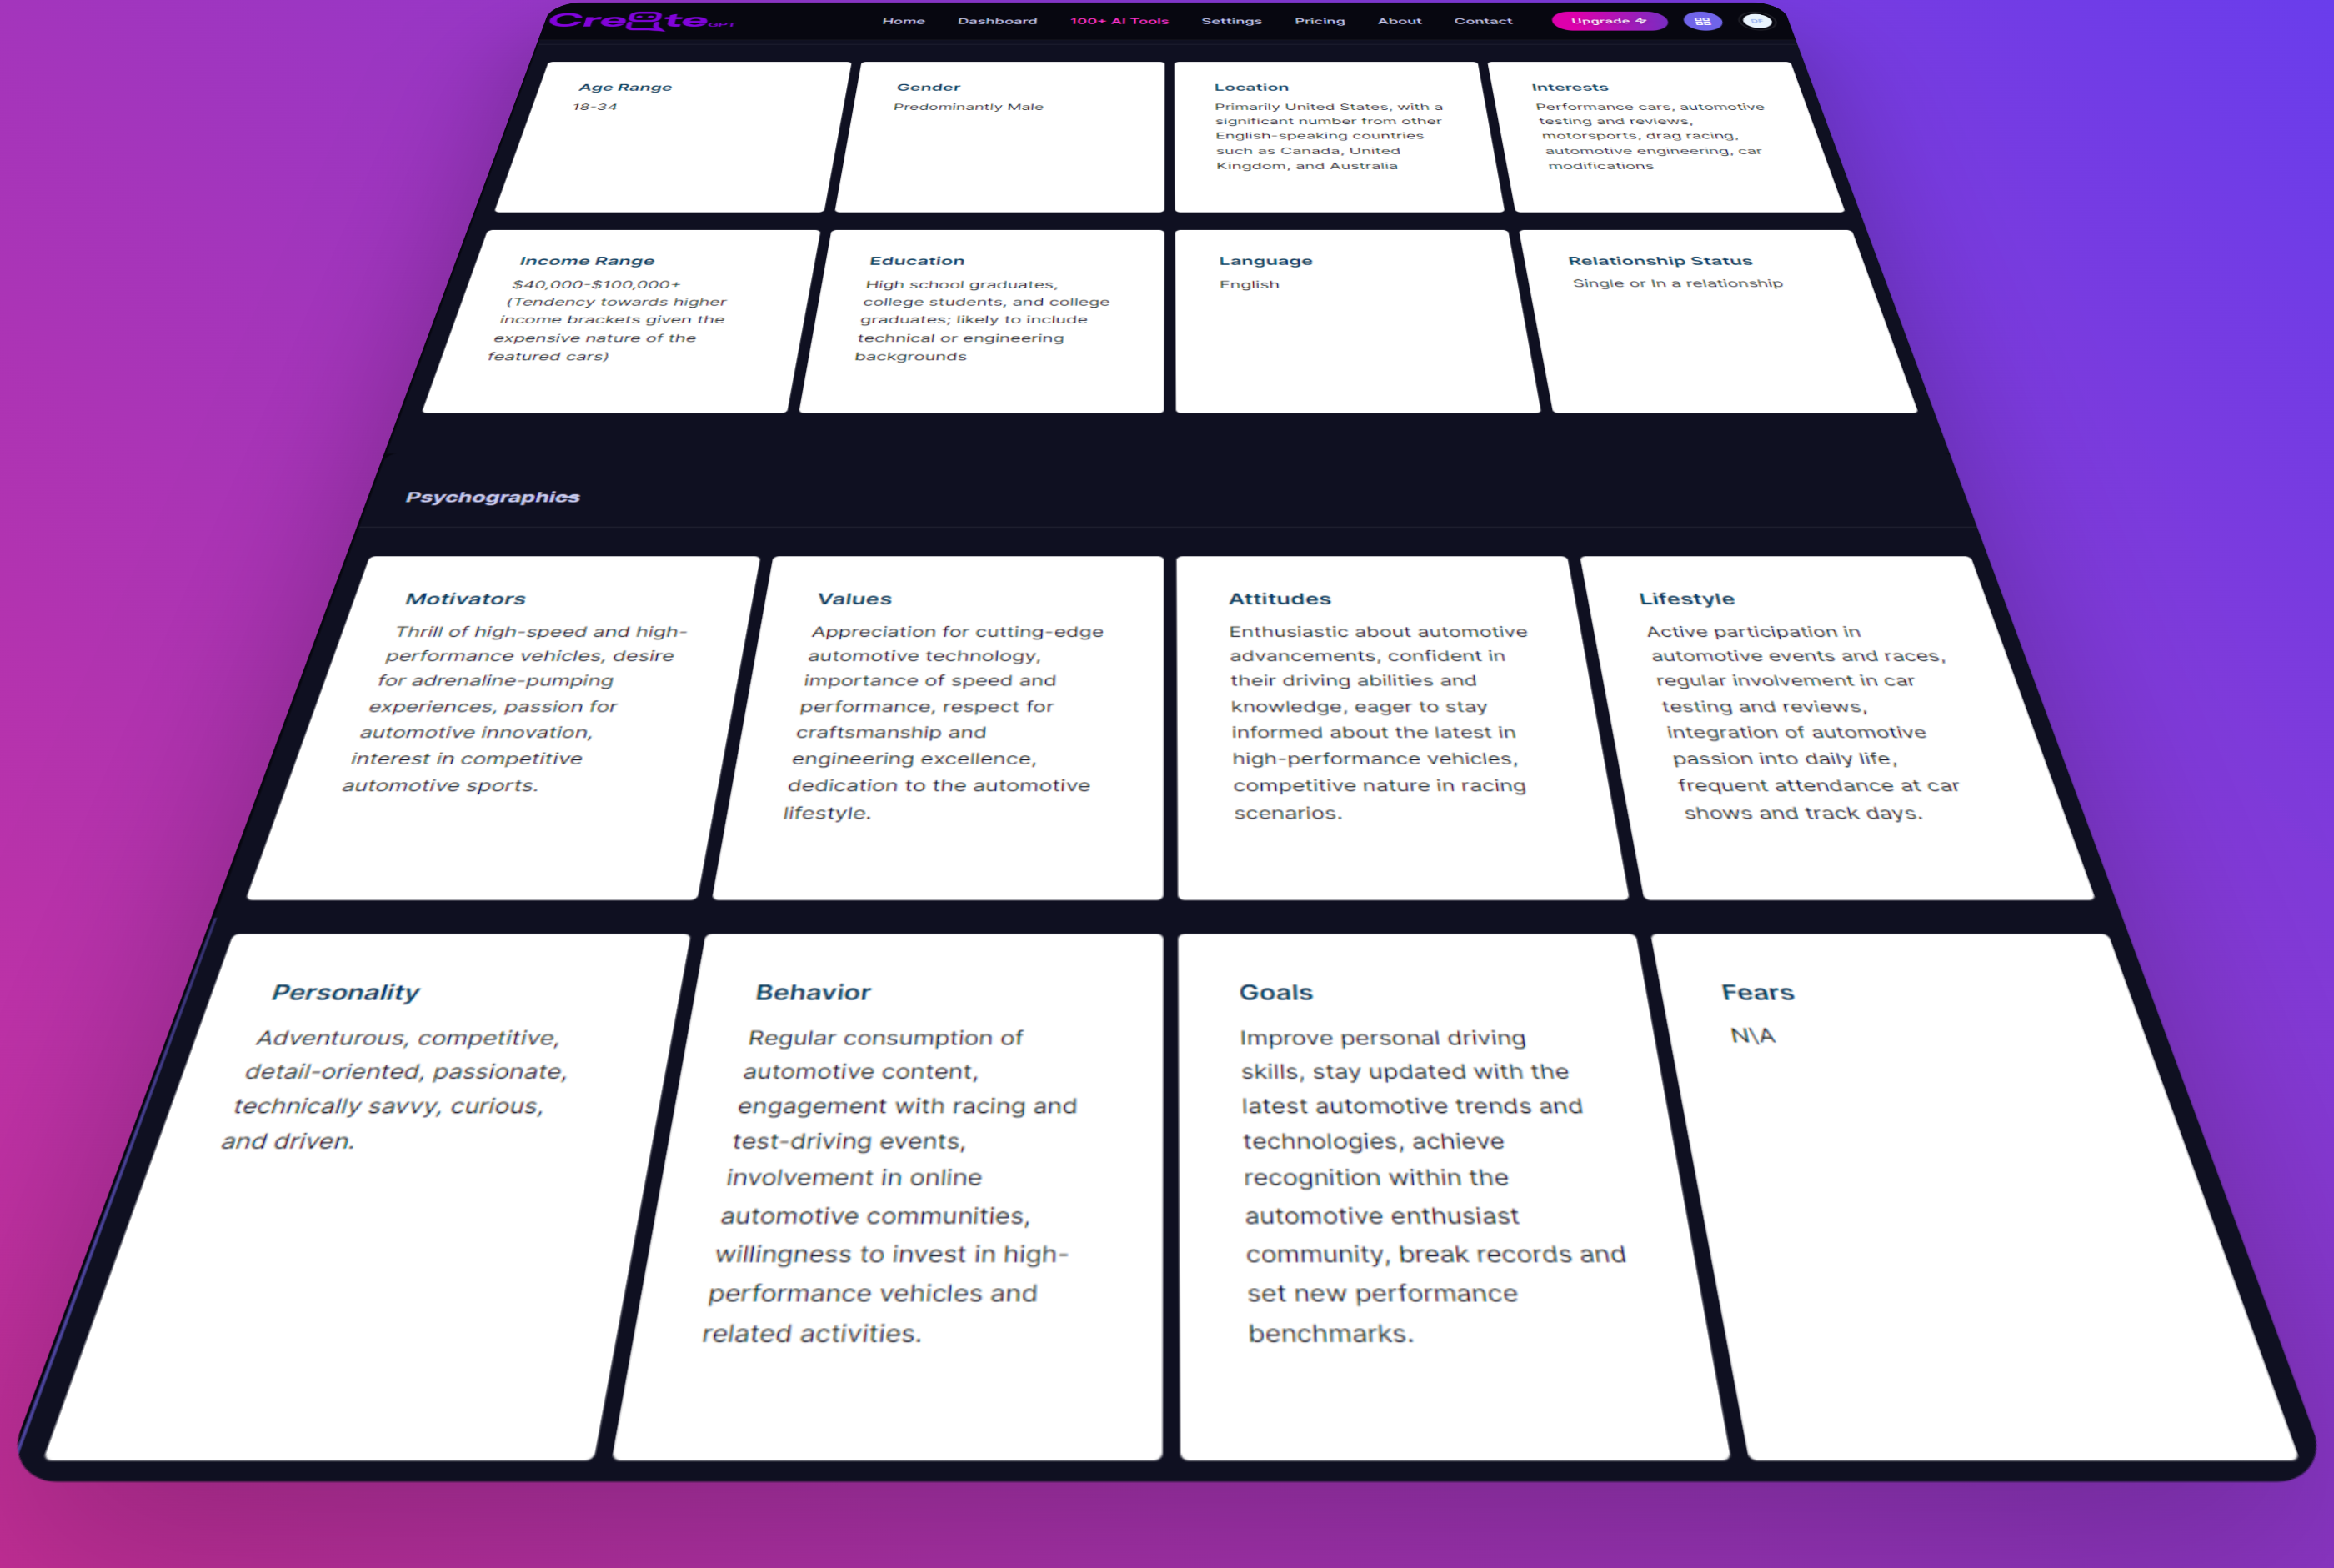 Create GPT
Home Dashboard 100+ AI Tools Settings Pricing About Contact Upgrade
Age Range
18-34
Gender
Predominantly Male
Location
Primarily United States, with a
significant number from other
English-speaking countries
such as Canada, United
Kingdom, and Australia
Interests
Performance cars, automotive
testing and reviews,
motorsports, drag racing,
automotive engineering, car
modifications
Income Range
$40,000-$100,000+
(Tendency towards higher
income brackets given the
expensive nature of the
featured cars)
Education
High school graduates,
college students, and college
graduates; likely to include
technical or engineering
backgrounds
Language
English
Relationship Status
Single or In a relationship
Psychographics
Motivators
Thrill of high-speed and high-
performance vehicles, desire
for adrenaline-pumping
experiences, passion for
automotive innovation,
interest in competitive
automotive sports.
Values
Appreciation for cutting-edge
automotive technology,
importance of speed and
performance, respect for
craftsmanship and
engineering excellence,
dedication to the automotive
lifestyle.
Attitudes
Enthusiastic about automotive
advancements, confident in
their driving abilities and
knowledge, eager to stay
informed about the latest in
high-performance vehicles,
competitive nature in racing
scenarios.
Lifestyle
Active participation in
automotive events and races,
regular involvement in car
testing and reviews,
integration of automotive
passion into daily life,
frequent attendance at car
shows and track days.
Personality
Adventurous, competitive,
detail-oriented, passionate,
technically savvy, curious,
and driven.
Behavior
Regular consumption of
automotive content,
engagement with racing and
test-driving events,
involvement in online
automotive communities,
willingness to invest in high-
performance vehicles and
related activities.
Goals
Improve personal driving
skills, stay updated with the
latest automotive trends and
technologies, achieve
recognition within the
automotive enthusiast
community, break records and
set new performance
benchmarks.
Fears
N\A